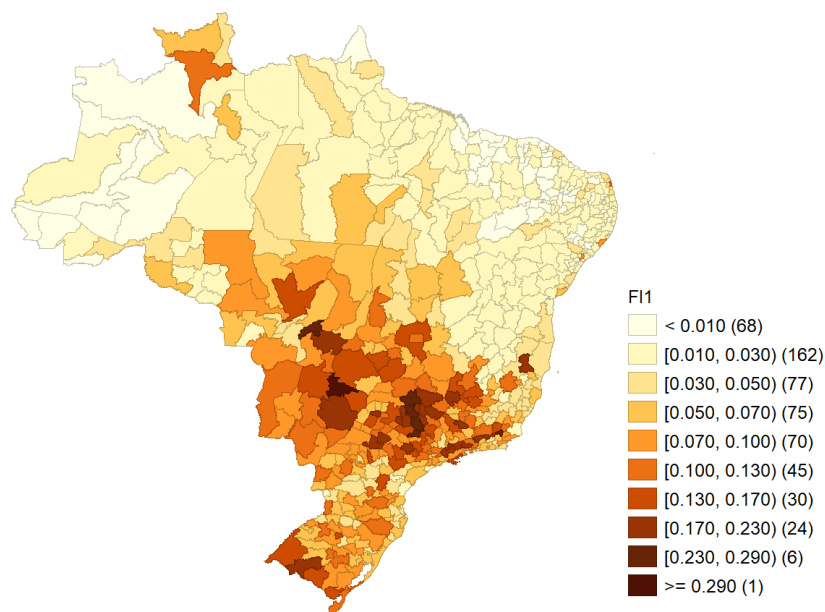 FI1
< 0.010 (68)
[0.010, 0.030) (162)
[0.030, 0.050) (77)
[0.050, 0.070) (75)
[0.070, 0.100) (70)
[0.100, 0.130) (45)
[0.130, 0.170) (30)
[0.170, 0.230) (24)
[0.230, 0.290) (6)
>= 0.290 (1)